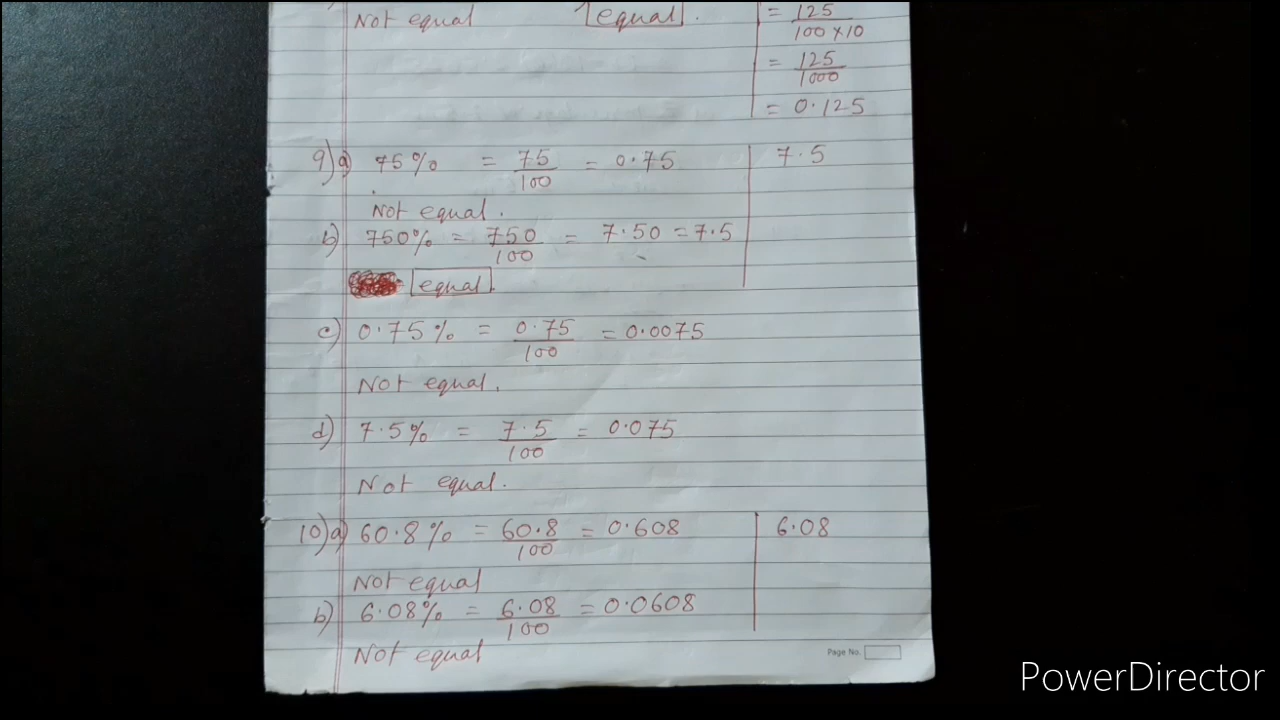 Not equal equal. = 125/100×10
= 125/1000
= 0.125
9) a) 75% = 75/100 = 0.75 7.5
Not equal.
b) 750% = 750/100 = 7.50 = 7.5
equal.
c) 0.75% = 0.75/100 = 0.0075
Not equal.
d) 7.5% = 7.5/100 = 0.075
Not equal.
10) a) 60.8% = 60.8/100 = 0.608 6.08
Not equal
b) 6.08% = 6.08/100 = 0.0608
Not equal
Page No.
PowerDirector